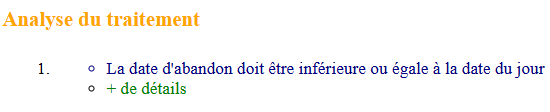 Analyse du traitement
1. ○ La date d'abandon doit être inférieure ou égale à la date du jour
○ + de détails